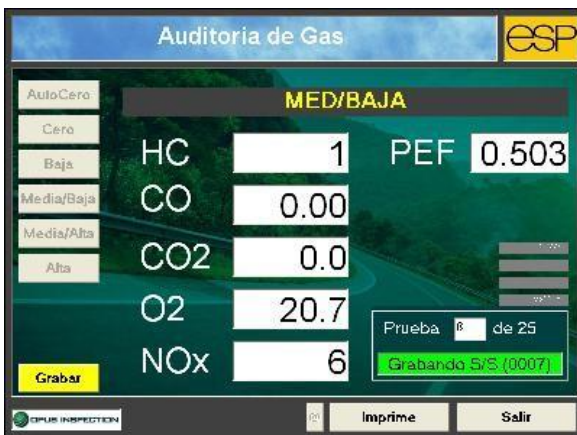 Auditoria de Gas
esp
MED/BAJA
AutoCero
Cero
Baja
Media/Baja
Media/Alta
Alta
HC 1 PEF 0.503
CO 0.00
CO2 0.0
O2 20.7
NOx 6
Prueba de 25
Grabando S/S (0007)
Grabar
OPUS INSPECTION
Imprime
Salir